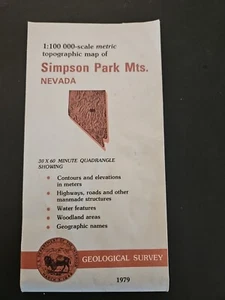 1:100 000-scale metric
topographic map of
Simpson Park Mts.
NEVADA
30 X 60 MINUTE QUADRANGLE
SHOWING
• Contours and elevations
in meters
• Highways, roads and other
manmade structures
• Water features
• Woodland areas
• Geographic names
GEOLOGICAL SURVEY
1979